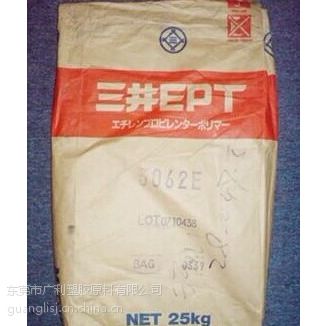 三井EPT
エチレンプロピレンターポリマー
3062E
LOT 0710438
BAG 0339
NET 25kg
东莞市广利塑胶原料有限公司
guanglisj.cn.china.cn